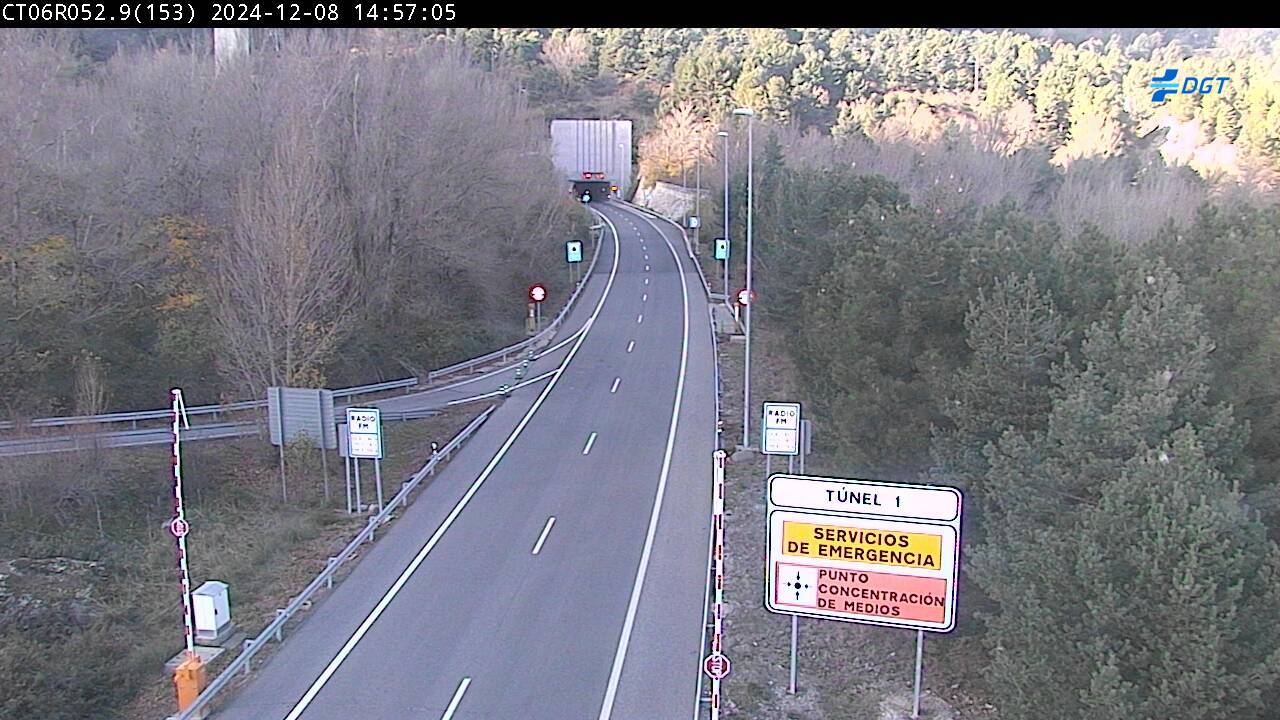 CT06R052.9(153) 2024-12-08 14:57:05
DGT
RADIO
FM
RADIO
FM
TÚNEL 1
SERVICIOS
DE EMERGENCIA
PUNTO
CONCENTRACIÓN
DE MEDIOS